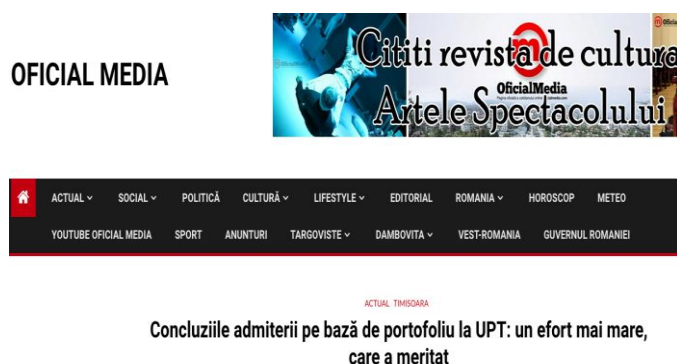 Cititi revista de cultura
OFICIAL MEDIA
OficialMedia
Artele Spectacolului
ACTUAL SOCIAL POLITICĂ CULTURĂ LIFESTYLE EDITORIAL ROMANIA HOROSCOP METEO
YOUTUBE OFICIAL MEDIA SPORT ANUNTURI TARGOVISTE DAMBOVITA VEST-ROMANIA GUVERNUL ROMANIEI
ACTUAL TIMISOARA
Concluziile admiterii pe bază de portofoliu la UPT: un efort mai mare,
care a meritat